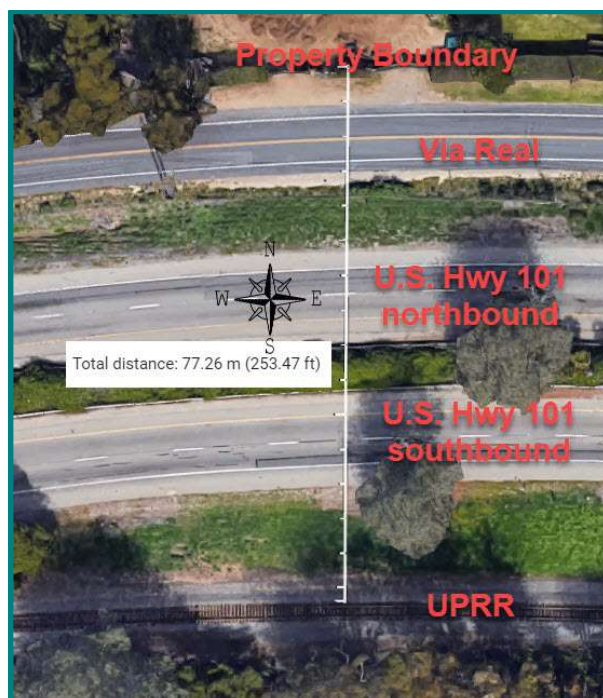 Property Boundary
Via Real
N
W E
S
U.S. Hwy 101
northbound
Total distance: 77.26 m (253.47 ft)
U.S. Hwy 101
southbound
UPRR